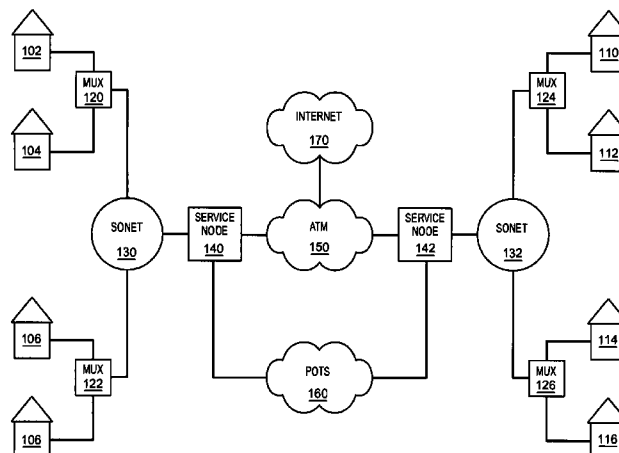 102
MUX
120
104
110
MUX
124
112
INTERNET
170
SONET
130
SERVICE
NODE
140
ATM
150
SERVICE
NODE
142
SONET
132
106
MUX
122
106
POTS
160
114
MUX
126
116